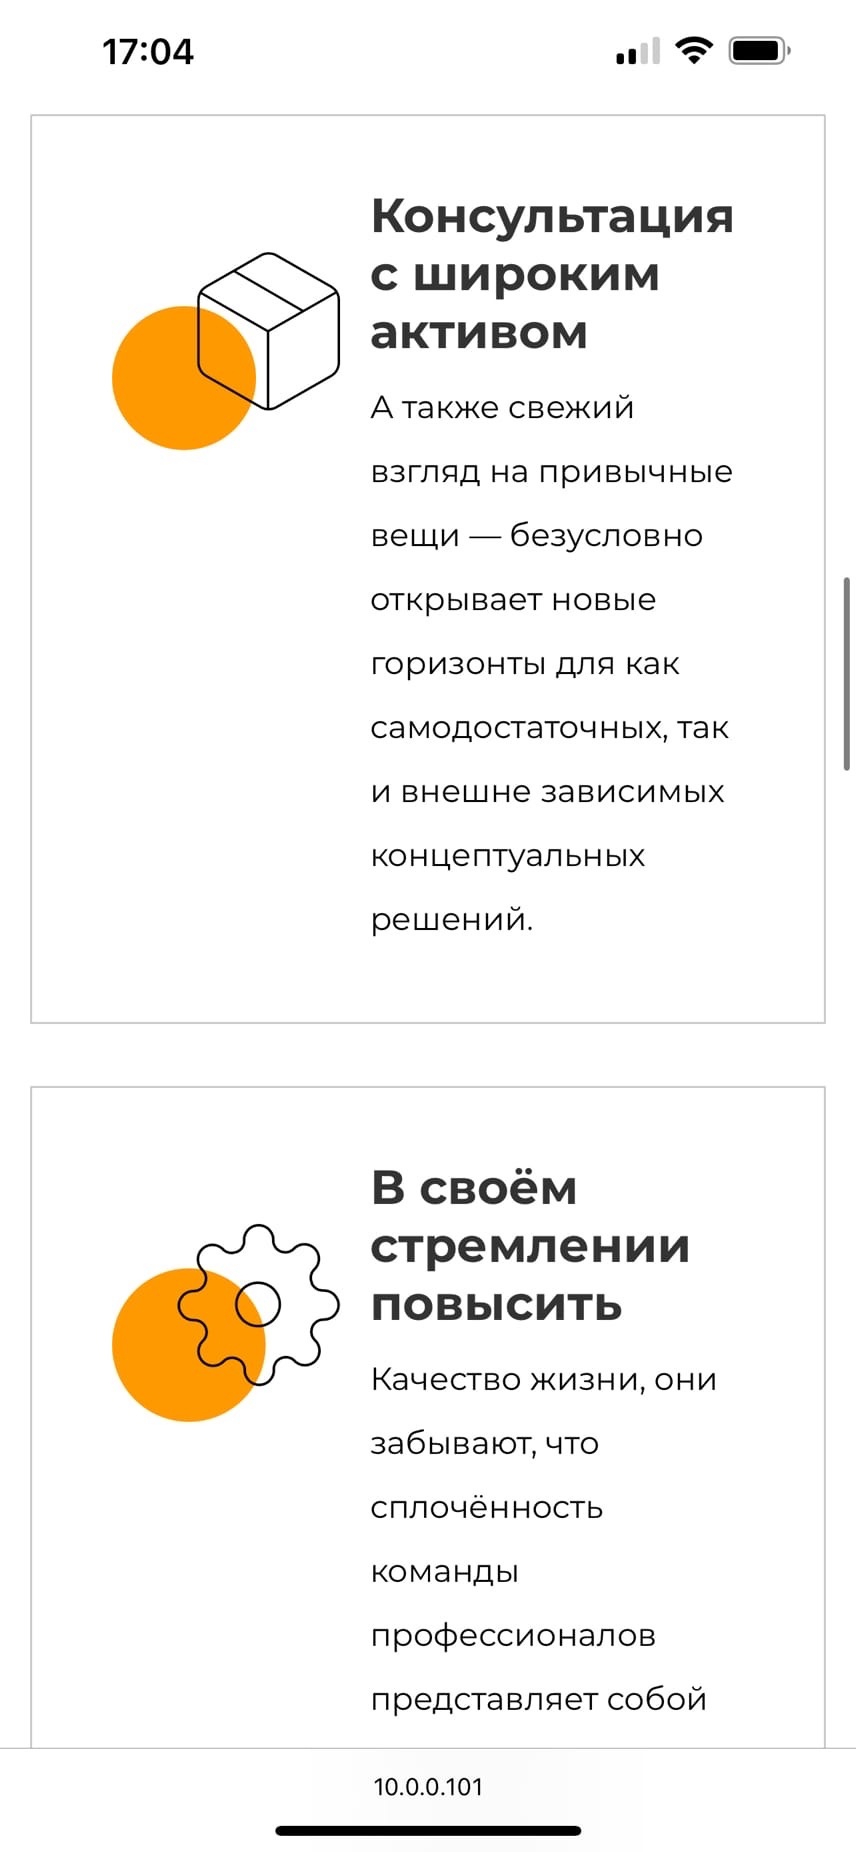 17:04
Консультация
с широким
активом
А также свежий
взгляд на привычные
вещи — безусловно
открывает новые
горизонты для как
самодостаточных, так
и внешне зависимых
концептуальных
решений.
В своём
стремлении
повысить
Качество жизни, они
забывают, что
сплочённость
команды
профессионалов
представляет собой
10.0.0.101